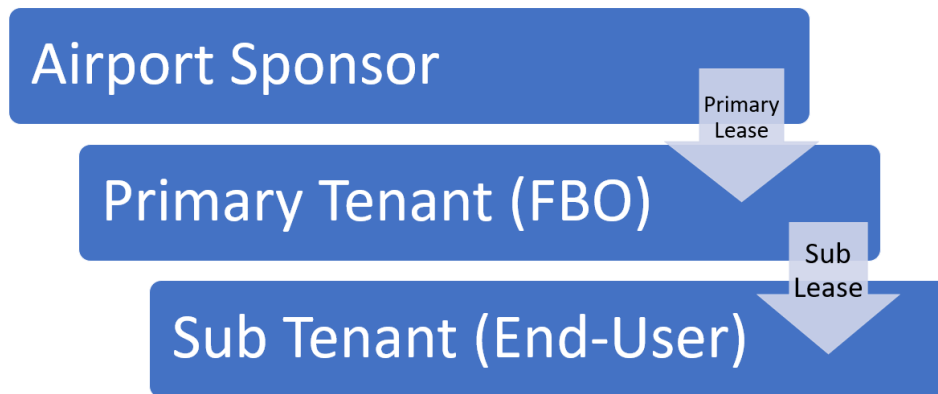 Airport Sponsor
Primary
Lease
Primary Tenant (FBO)
Sub
Lease
Sub Tenant (End-User)